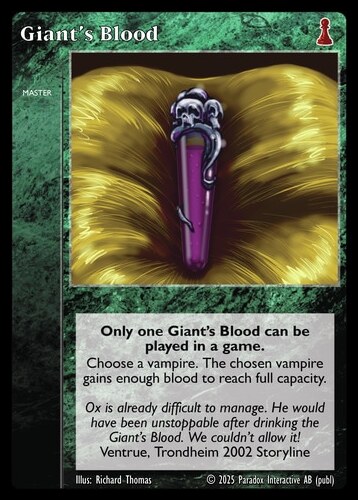 Giant's Blood
MASTER
Only one Giant's Blood can be
played in a game.
Choose a vampire. The chosen vampire
gains enough blood to reach full capacity.
Ox is already difficult to manage. He would
have been unstoppable after drinking the
Giant's Blood. We couldn't allow it!
Ventrue, Trondheim 2002 Storyline
Illus: Richard Thomas
© 2025 Paradox Interactive AB (publ)